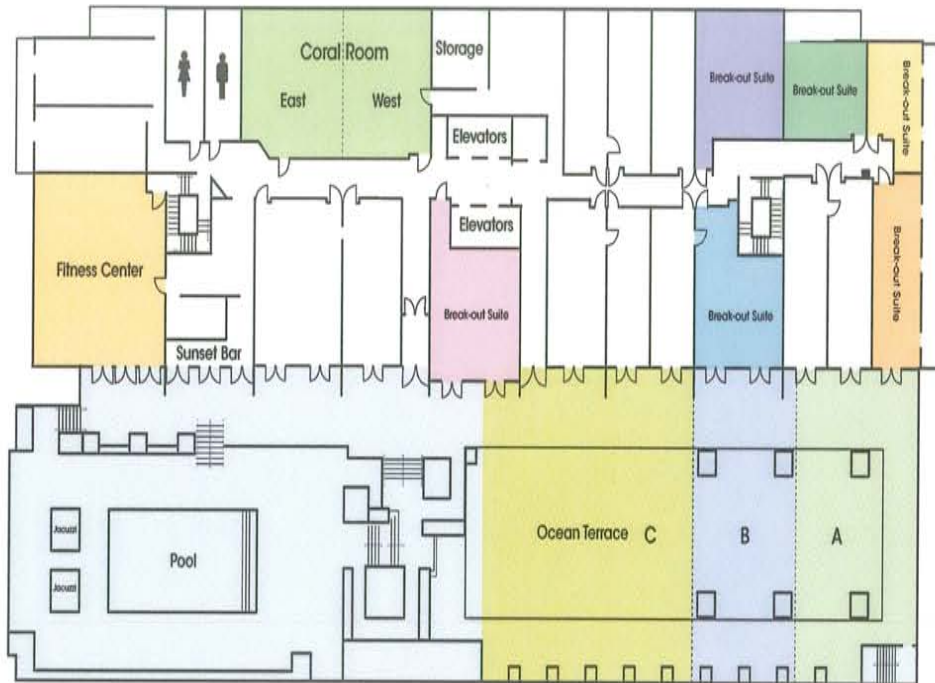 Coral Room
East
West
Storage
Break-out Suite
Break-out Suite
Break-out Suite
Elevators
Elevators
Fitness Center
Break-out Suite
Break-out Suite
Break-out Suite
Sunset Bar
Jacuzzi
Jacuzzi
Pool
Ocean Terrace C
B
A